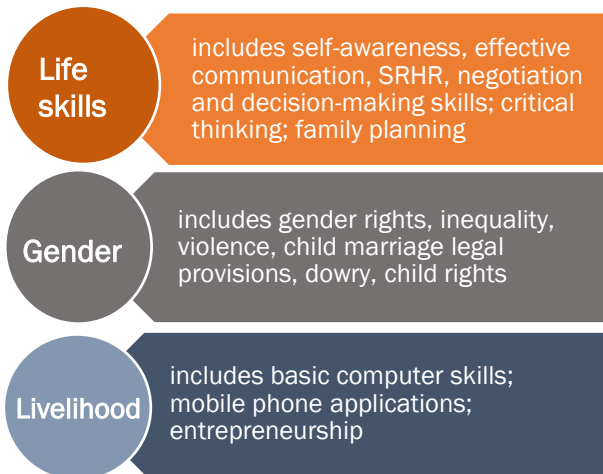 Life
skills
includes self-awareness, effective
communication, SRHR, negotiation
and decision-making skills; critical
thinking; family planning
Gender
includes gender rights, inequality,
violence, child marriage legal
provisions, dowry, child rights
Livelihood
includes basic computer skills;
mobile phone applications;
entrepreneurship